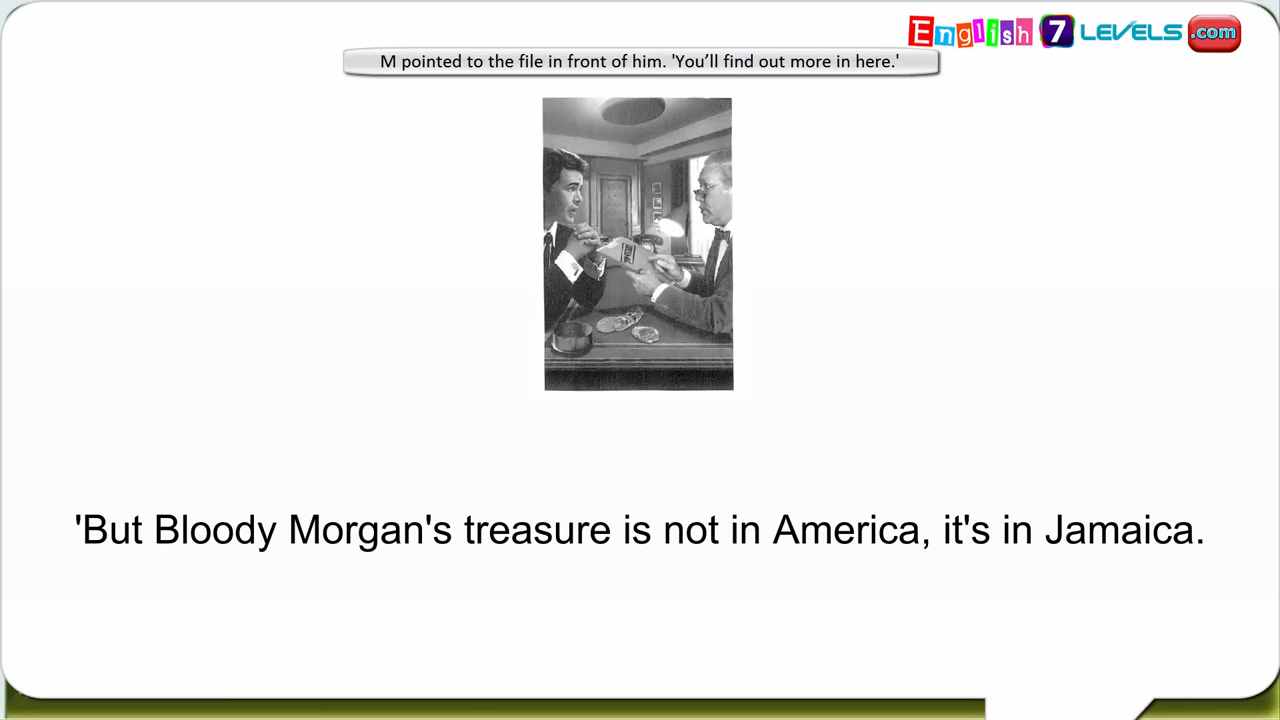 English 7 LEVELS .com
M pointed to the file in front of him. 'You’ll find out more in here.'
'But Bloody Morgan's treasure is not in America, it's in Jamaica.